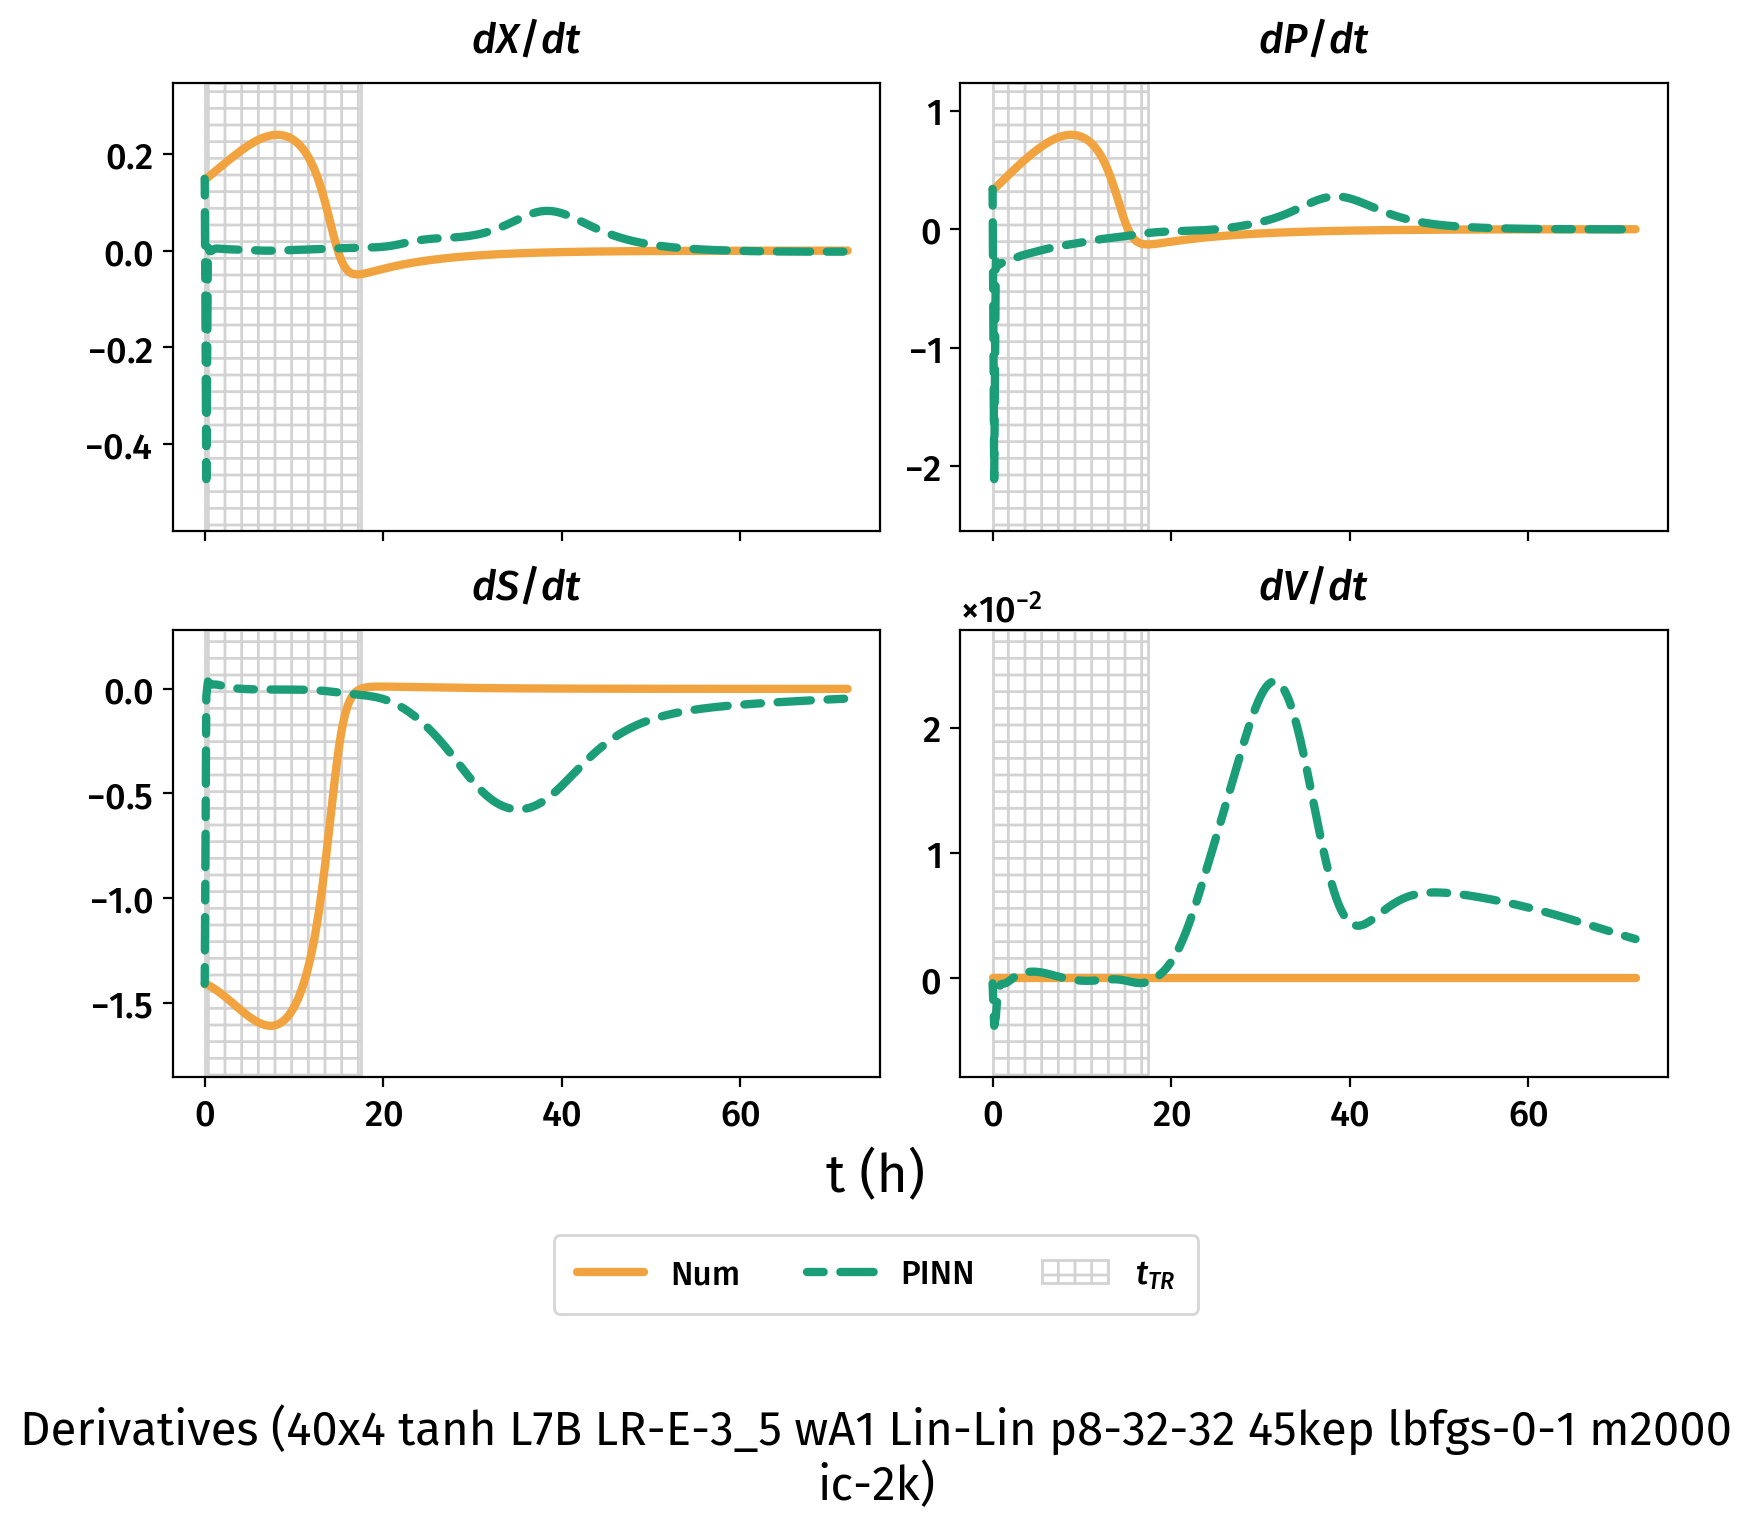 dX/dt
dP/dt
0.2
0.0
−0.2
−0.4
1
0
−1
−2
dS/dt
dV/dt
×10⁻²
0.0
−0.5
−1.0
−1.5
2
1
0
0 20 40 60
0 20 40 60
t (h)
Num PINN t_TR
Derivatives (40x4 tanh L7B LR-E-3_5 wA1 Lin-Lin p8-32-32 45kep lbfgs-0-1 m2000
ic-2k)